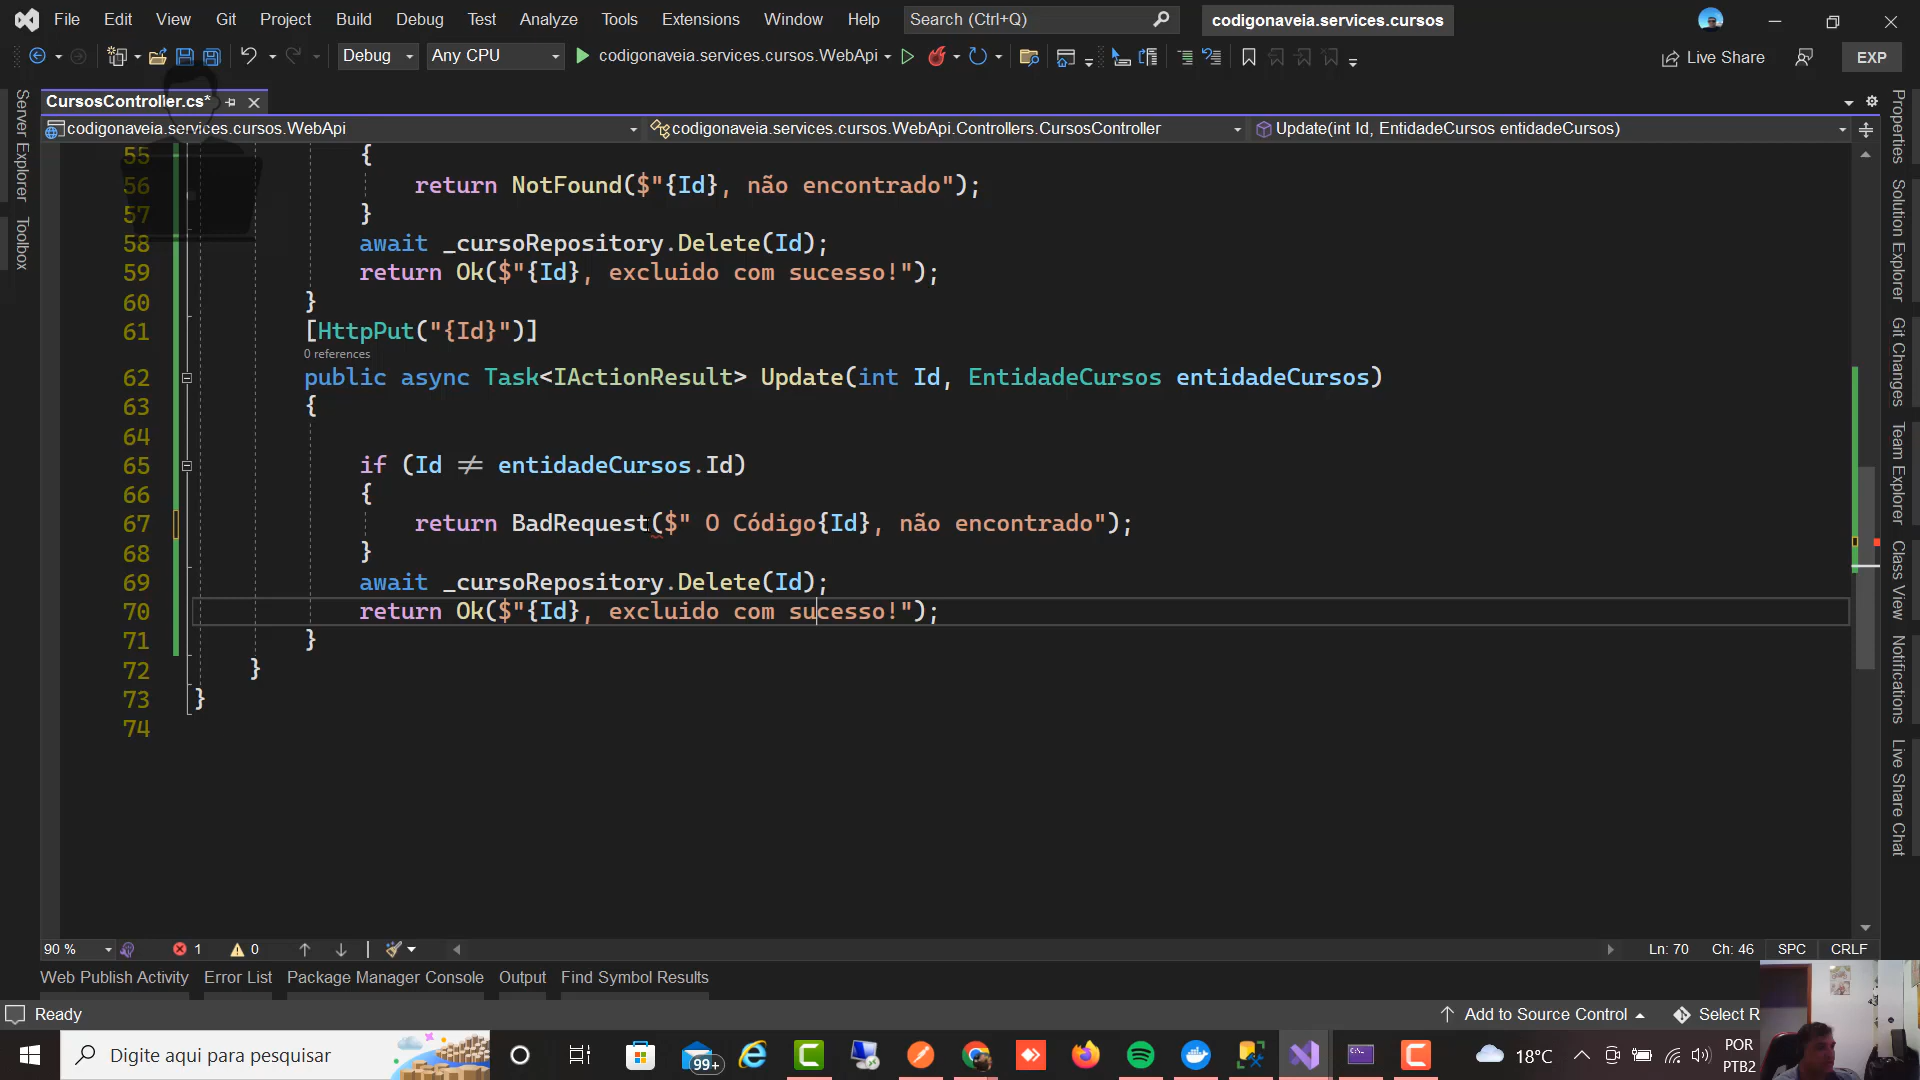 File Edit View Git Project Build Debug Test Analyze Tools Extensions Window Help Search (Ctrl+Q) codigonaveia.services.cursos
Debug Any CPU codigonaveia.services.cursos.WebApi Live Share EXP
CursosController.cs*
codigonaveia.services.cursos.WebApi codigonaveia.services.cursos.WebApi.Controllers.CursosController Update(int Id, EntidadeCursos entidadeCursos)
Server Explorer
Toolbox
55 {
56 return NotFound($"{Id}, não encontrado");
57 }
58 await _cursoRepository.Delete(Id);
59 return Ok($"{Id}, excluido com sucesso!");
60 }
61 [HttpPut("{Id}")]
0 references
62 public async Task<IActionResult> Update(int Id, EntidadeCursos entidadeCursos)
63 {
64
65 if (Id ≠ entidadeCursos.Id)
66 {
67 return BadRequest($" O Código{Id}, não encontrado");
68 }
69 await _cursoRepository.Delete(Id);
70 return Ok($"{Id}, excluido com sucesso!");
71 }
72 }
73 }
74
Properties
Solution Explorer
Git Changes
Team Explorer
Class View
Notifications
Live Share Chat
90 % 1 0 Ln: 70 Ch: 46 SPC CRLF
Web Publish Activity Error List Package Manager Console Output Find Symbol Results
Ready Add to Source Control Select R
Digite aqui para pesquisar 99+ 18°C POR
PTB2